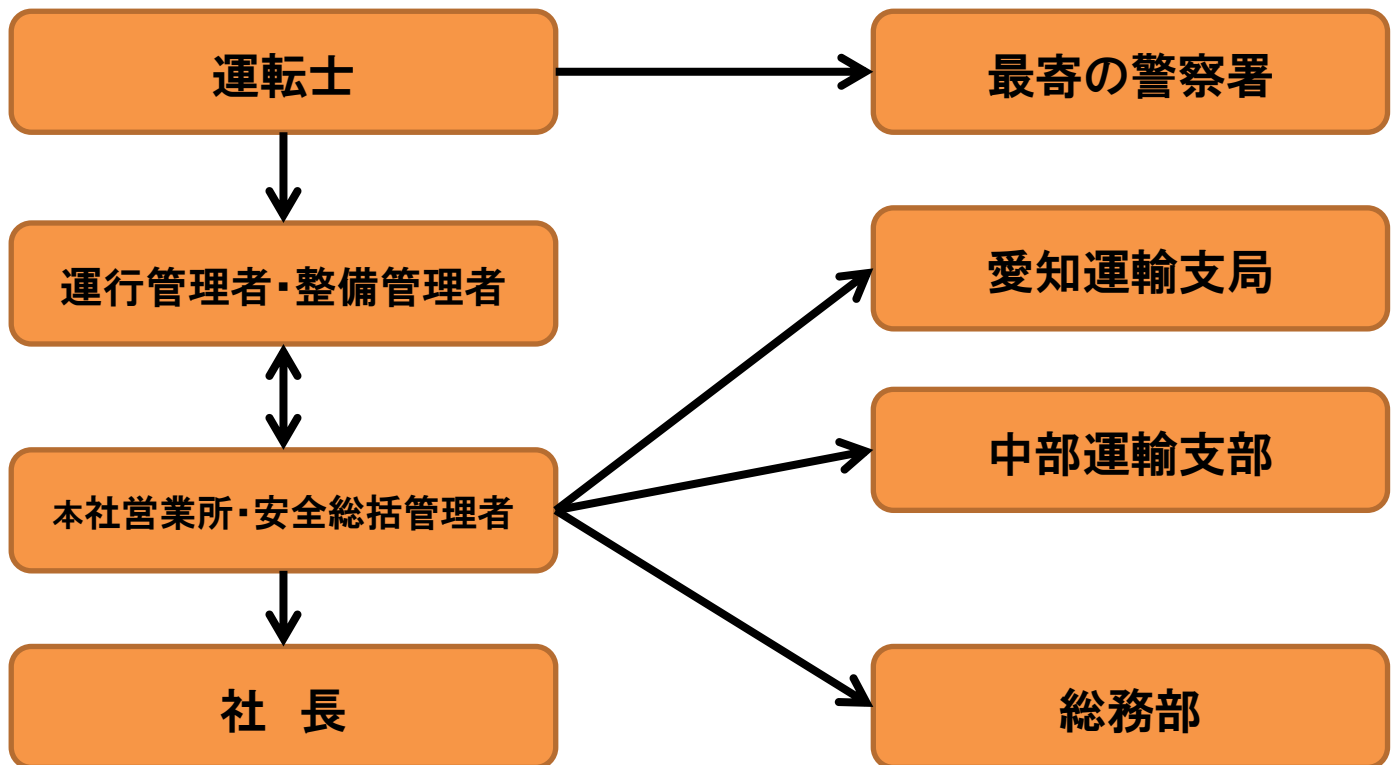 運転士
最寄の警察署
運行管理者・整備管理者
愛知運輸支局
中部運輸支部
本社営業所・安全総括管理者
社 長
総務部